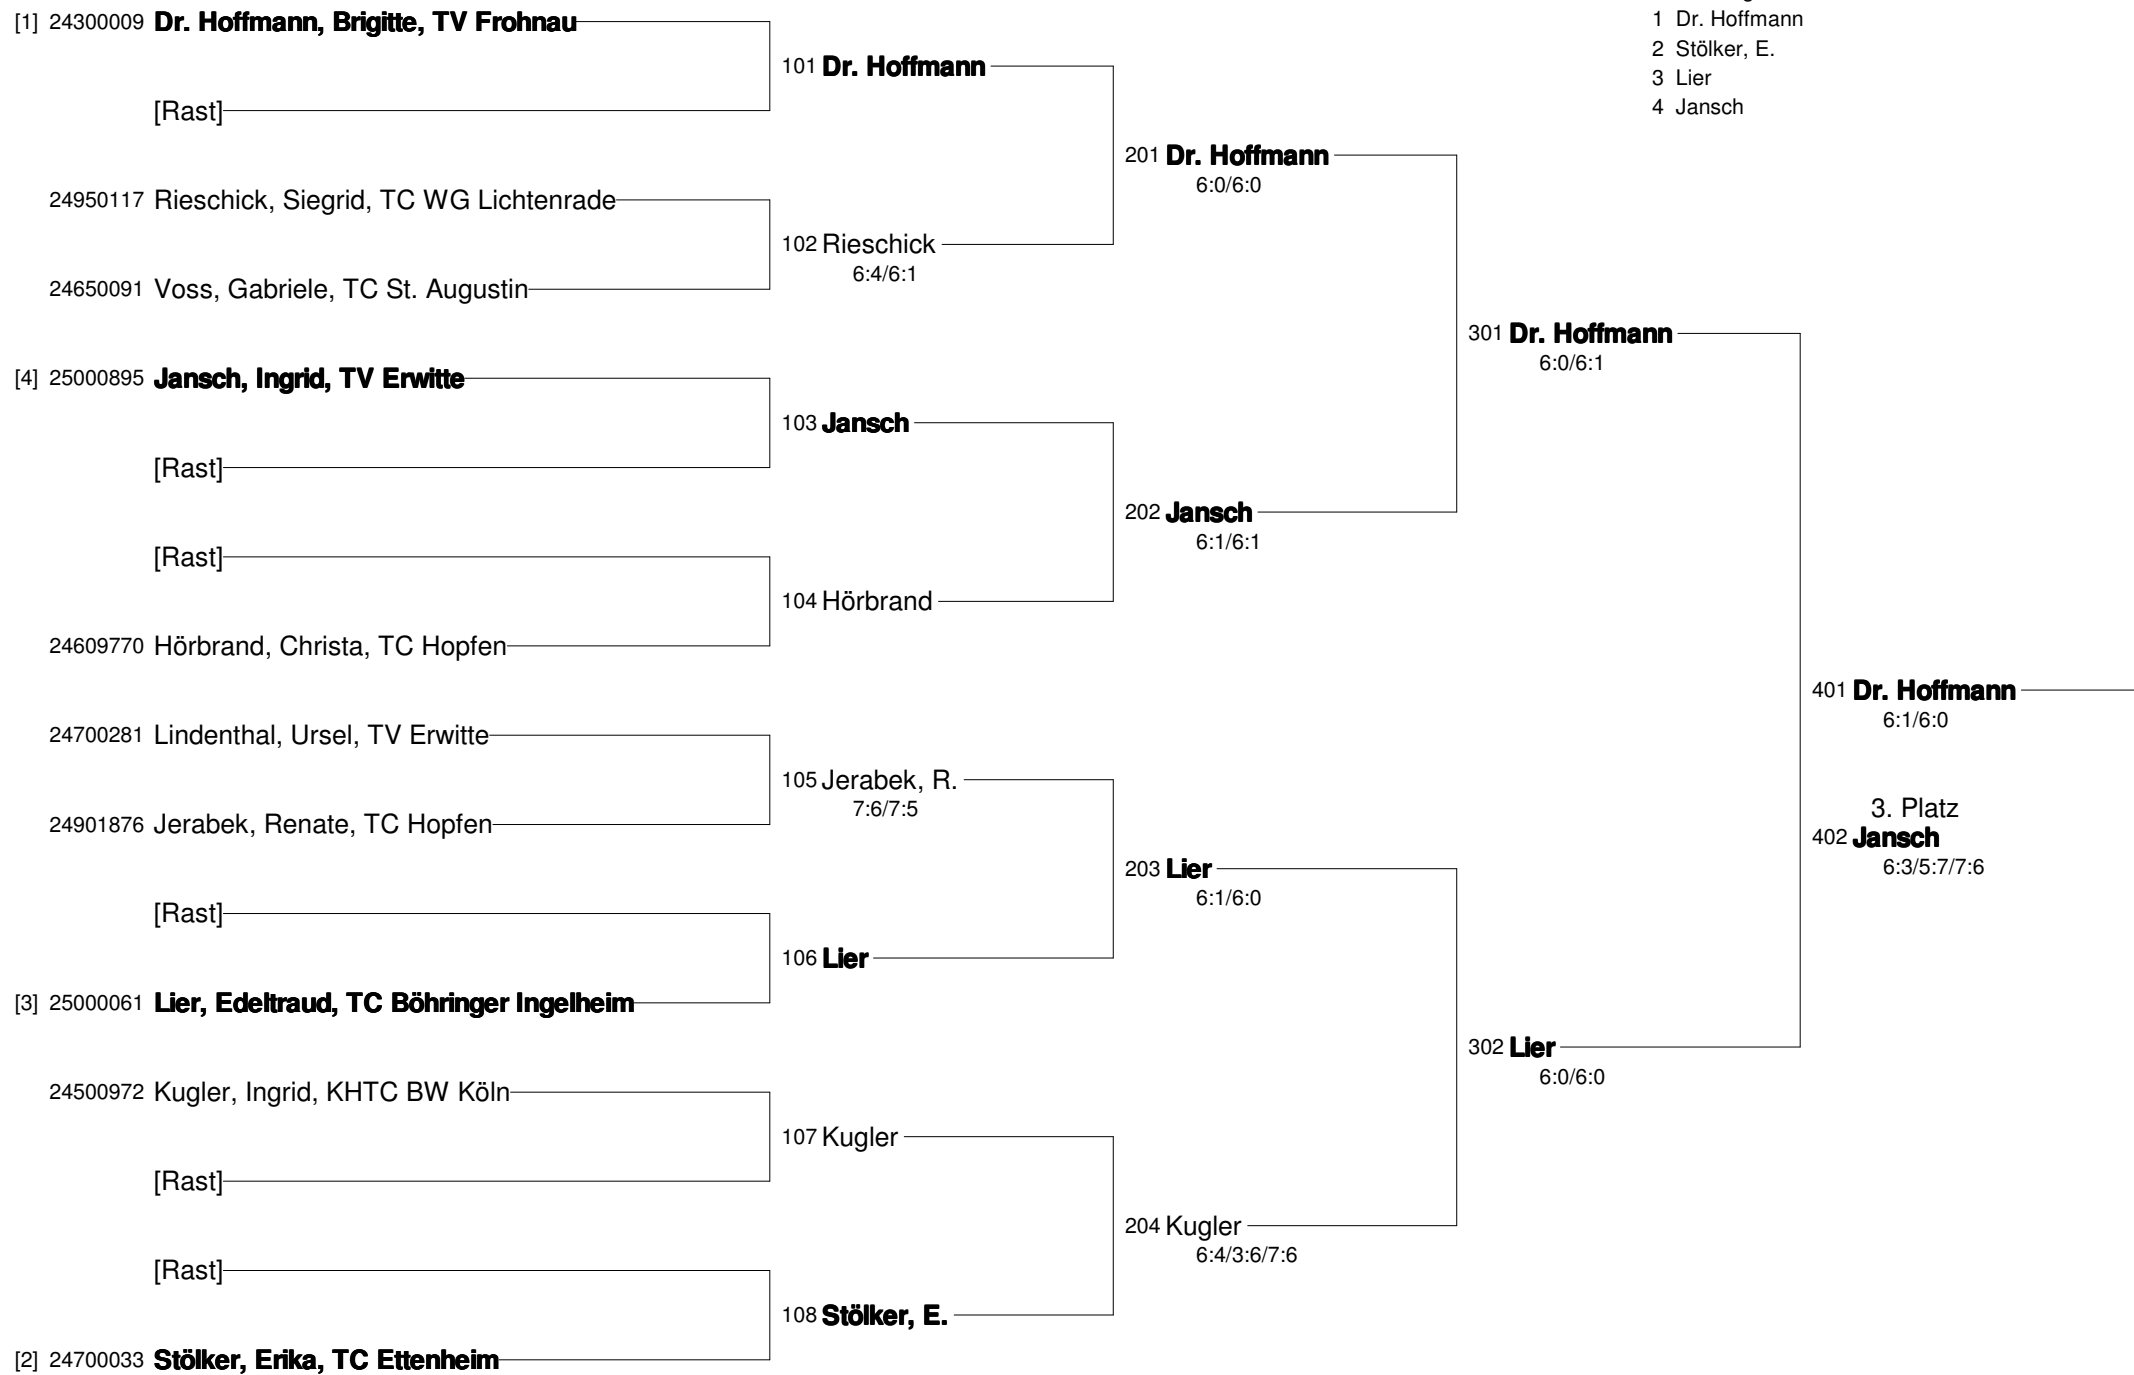 [1] 24300009 Dr. Hoffmann, Brigitte, TV Frohnau
[Rast]
24950117 Rieschick, Siegrid, TC WG Lichtenrade
24650091 Voss, Gabriele, TC St. Augustin
[4] 25000895 Jansch, Ingrid, TV Erwitte
[Rast]
[Rast]
24609770 Hörbrand, Christa, TC Hopfen
24700281 Lindenthal, Ursel, TV Erwitte
24901876 Jerabek, Renate, TC Hopfen
[Rast]
[3] 25000061 Lier, Edeltraud, TC Böhringer Ingelheim
24500972 Kugler, Ingrid, KHTC BW Köln
[Rast]
[Rast]
[2] 24700033 Stölker, Erika, TC Ettenheim
101 Dr. Hoffmann
102 Rieschick
6:4/6:1
103 Jansch
104 Hörbrand
105 Jerabek, R.
7:6/7:5
106 Lier
107 Kugler
108 Stölker, E.
201 Dr. Hoffmann
6:0/6:0
202 Jansch
6:1/6:1
203 Lier
6:1/6:0
204 Kugler
6:4/3:6/7:6
301 Dr. Hoffmann
6:0/6:1
302 Lier
6:0/6:0
1 Dr. Hoffmann
2 Stölker, E.
3 Lier
4 Jansch
401 Dr. Hoffmann
6:1/6:0
3. Platz
402 Jansch
6:3/5:7/7:6